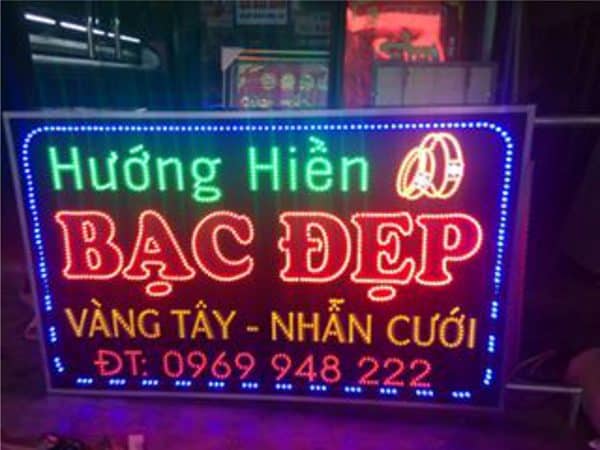 Hướng Hiền
BẠC ĐẸP
VÀNG TÂY - NHẪN CƯỚI
ĐT: 0969 948 222